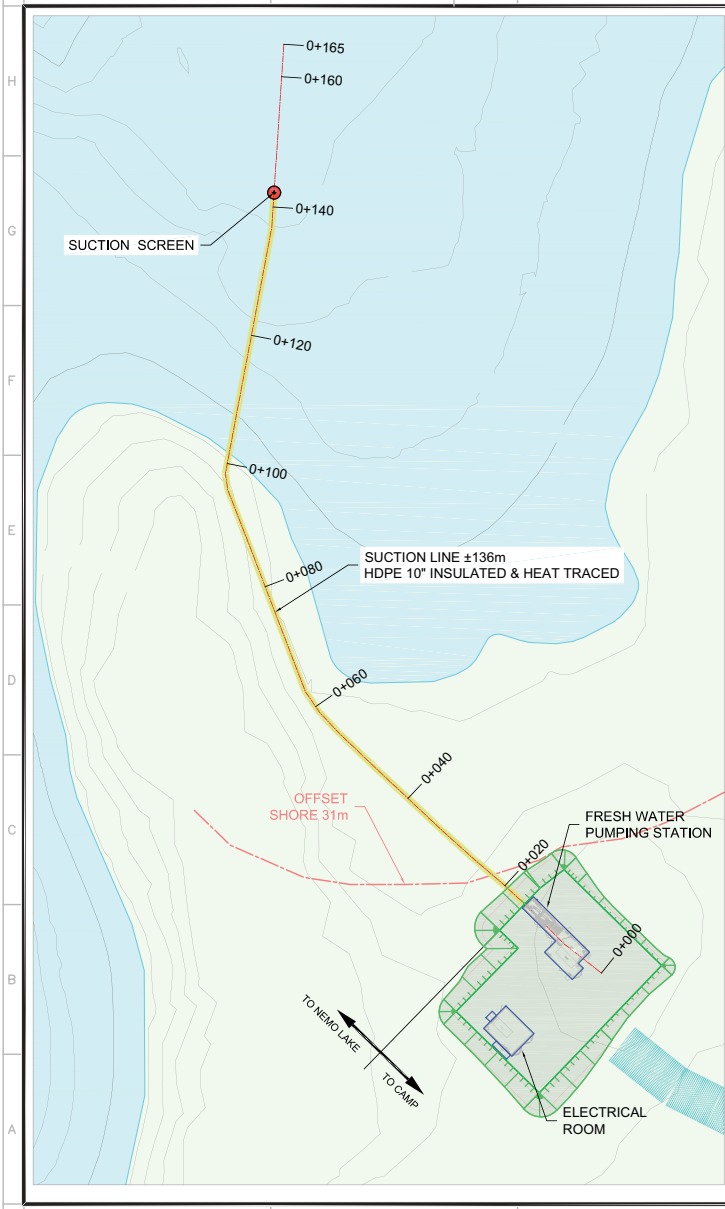 0+165
H
0+160
0+140
G
SUCTION SCREEN
0+120
F
0+100
E
SUCTION LINE ±136m
HDPE 10" INSULATED & HEAT TRACED
0+080
D
0+060
0+040
OFFSET
SHORE 31m
C
FRESH WATER
PUMPING STATION
0+020
0+000
B
TO NEMO LAKE
TO CAMP
ELECTRICAL
ROOM
A